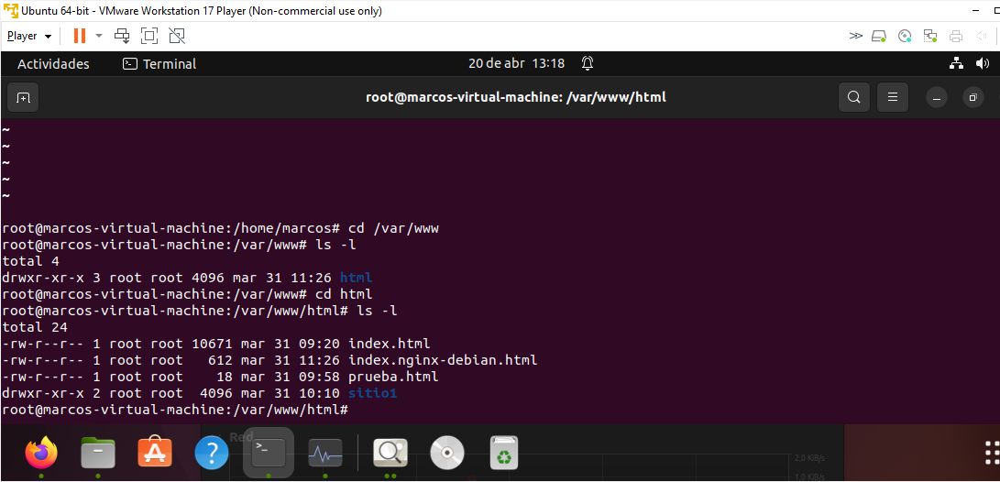 Ubuntu 64-bit - VMware Workstation 17 Player (Non-commercial use only)
Player
Actividades
Terminal
20 de abr 13:18
root@marcos-virtual-machine: /var/www/html
~
~
~
~
~
root@marcos-virtual-machine:/home/marcos# cd /var/www
root@marcos-virtual-machine:/var/www# ls -l
total 4
drwxr-xr-x 3 root root 4096 mar 31 11:26 html
root@marcos-virtual-machine:/var/www# cd html
root@marcos-virtual-machine:/var/www/html# ls -l
total 24
-rw-r--r-- 1 root root 10671 mar 31 09:20 index.html
-rw-r--r-- 1 root root   612 mar 31 11:26 index.nginx-debian.html
-rw-r--r-- 1 root root    18 mar 31 09:58 prueba.html
drwxr-xr-x 2 root root  4096 mar 31 10:10 sitio1
root@marcos-virtual-machine:/var/www/html#
Red
2,0 KiB/s
1,0 KiB/s